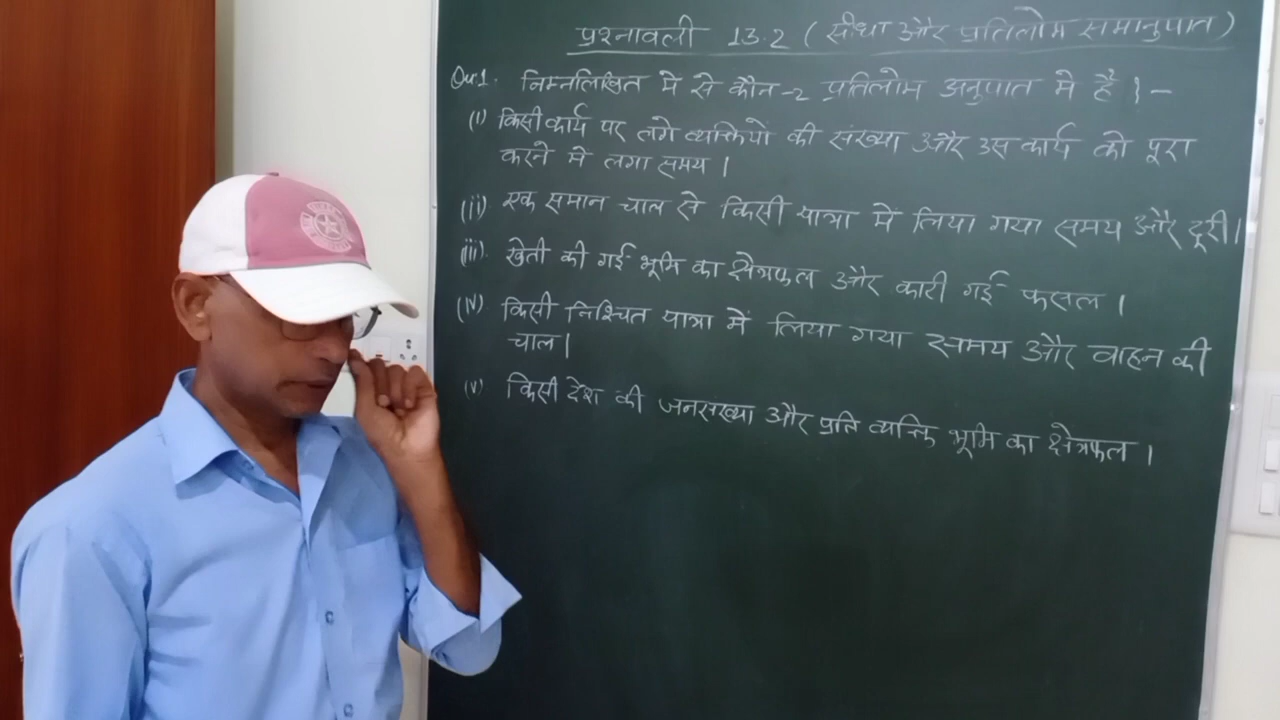 प्रश्नावली 13.2 (सीधा और प्रतिलोम समानुपात)
Que1. निम्नलिखित मे से कौन-2 प्रतिलोम अनुपात मे है ? -
(i) किसी कार्य पर लगे व्यक्तियो की संख्या और उस कार्य को पूरा
करने मे लगा समय ।
(ii) एक समान चाल से किसी यात्रा में लिया गया समय और दूरी।
(iii). खेती की गई भूमि का क्षेत्रफल और काटी गई फसल ।
(iv) किसी निश्चित यात्रा में लिया गया समय और वाहन की
चाल।
(v) किसी देश की जनसख्या और प्रति व्यक्ति भूमि का क्षेत्रफल ।